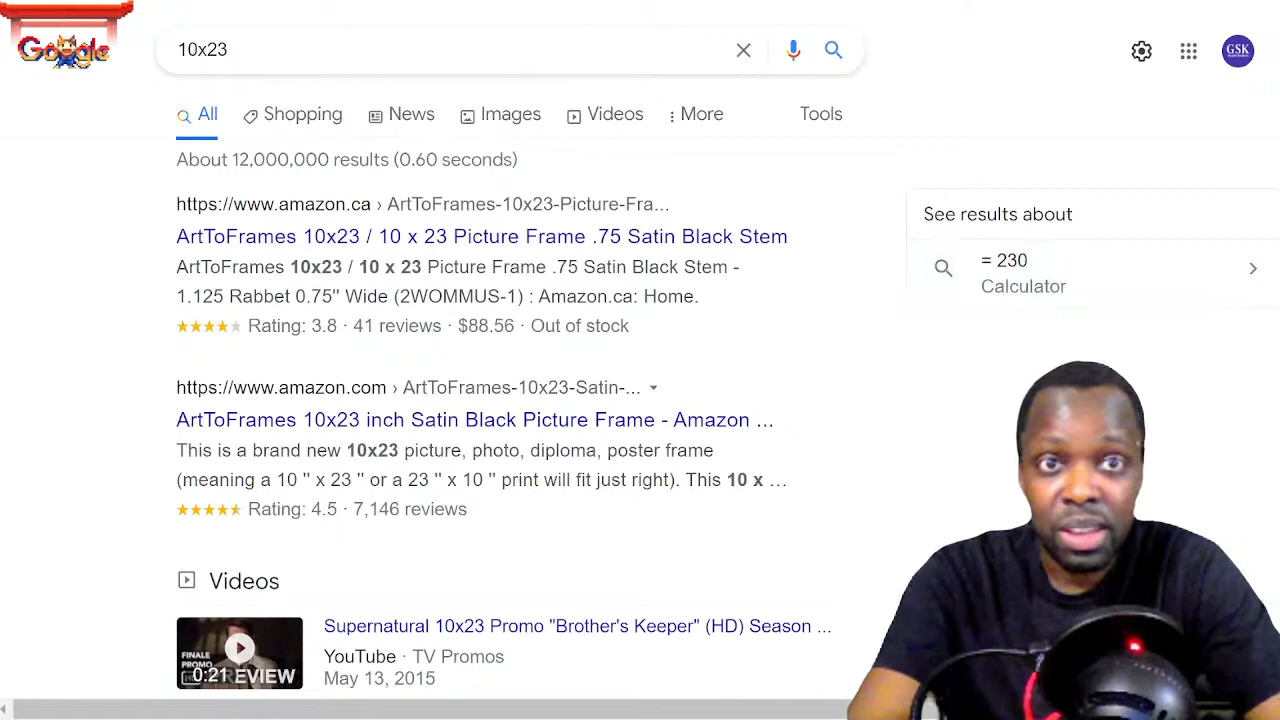 Google
10x23
GSK
All
Shopping
News
Images
Videos
More
Tools
About 12,000,000 results (0.60 seconds)
https://www.amazon.ca › ArtToFrames-10x23-Picture-Fra...
ArtToFrames 10x23 / 10 x 23 Picture Frame .75 Satin Black Stem
ArtToFrames 10x23 / 10 x 23 Picture Frame .75 Satin Black Stem -
1.125 Rabbet 0.75" Wide (2WOMMUS-1) : Amazon.ca: Home.
Rating: 3.8 · 41 reviews · $88.56 · Out of stock
See results about
= 230
Calculator
https://www.amazon.com › ArtToFrames-10x23-Satin-...
ArtToFrames 10x23 inch Satin Black Picture Frame - Amazon ...
This is a brand new 10x23 picture, photo, diploma, poster frame
(meaning a 10 " x 23 " or a 23 " x 10 " print will fit just right). This 10 x ...
Rating: 4.5 · 7,146 reviews
Videos
FINALE
PROMO
0:21
EVIEW
Supernatural 10x23 Promo "Brother's Keeper" (HD) Season ...
YouTube · TV Promos
May 13, 2015